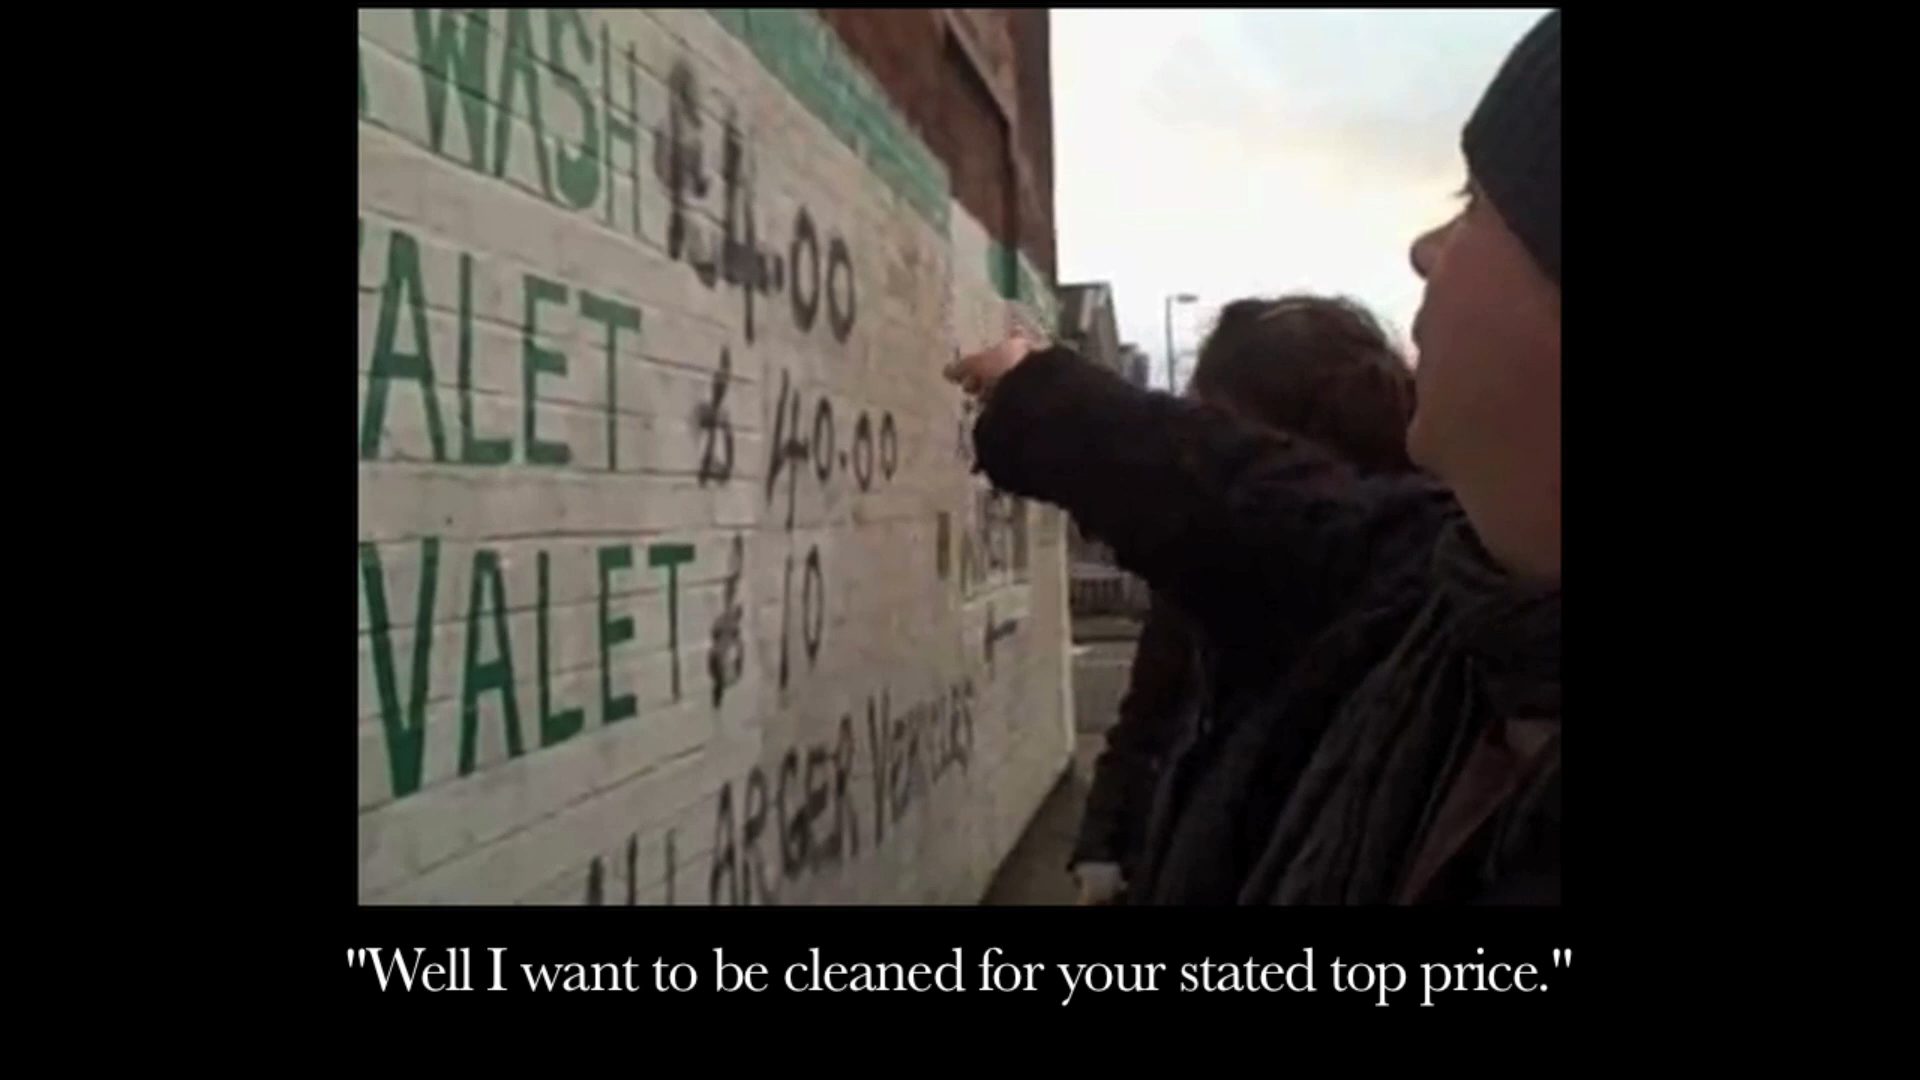 WASH £4.00
ALET £ 40.00
VALET £ 10
LARGER VEHICLES
"Well I want to be cleaned for your stated top price."